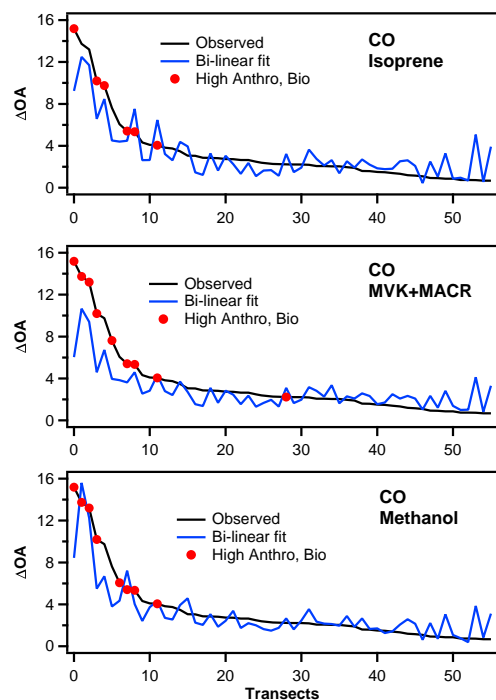 16
12
8
4
0
ΔOA
Observed
Bi-linear fit
High Anthro, Bio
CO
Isoprene
0
10
20
30
40
50
16
12
8
4
0
ΔOA
Observed
Bi-linear fit
High Anthro, Bio
CO
MVK+MACR
0
10
20
30
40
50
16
12
8
4
0
ΔOA
Observed
Bi-linear fit
High Anthro, Bio
CO
Methanol
0
10
20
30
40
50
Transects